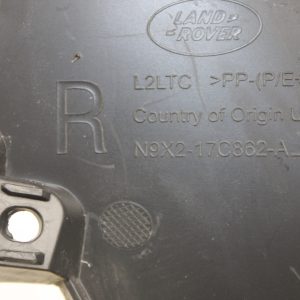 LAND
ROVER
L2LTC >PP-(P/E-
R
Country of Origin U
N9X2-17C862-A